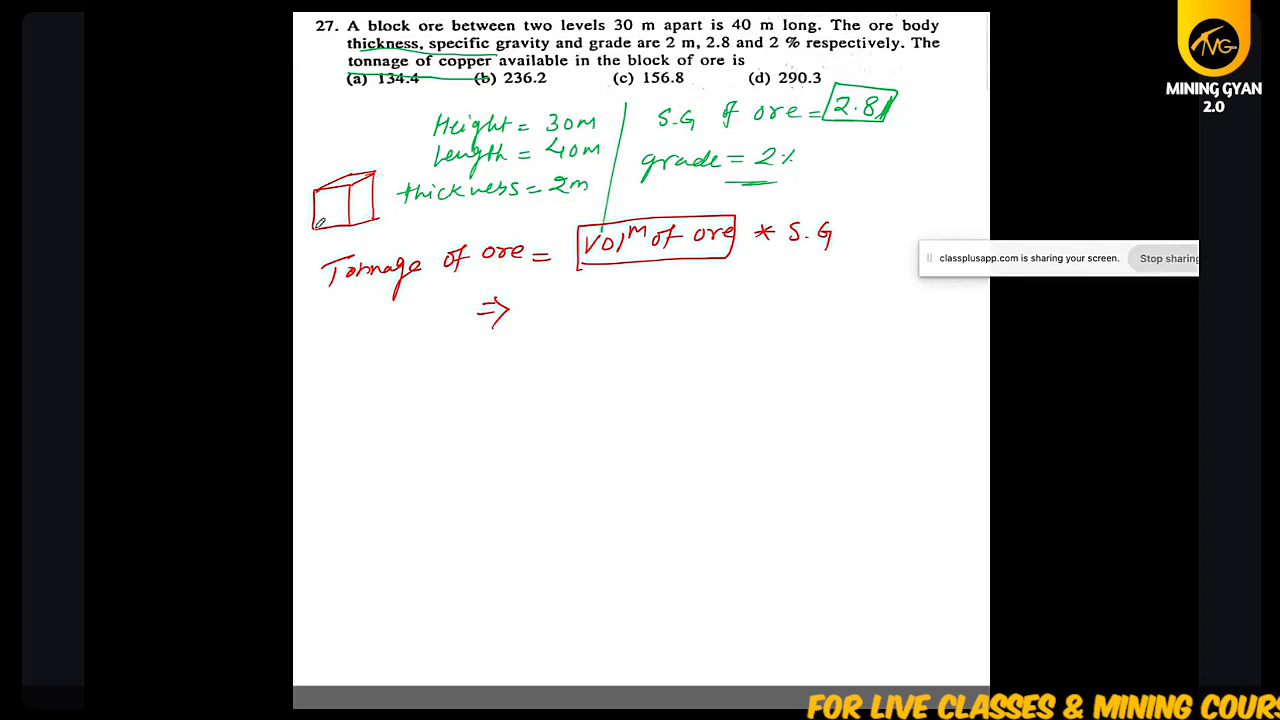 27. A block ore between two levels 30 m apart is 40 m long. The ore body
thickness, specific gravity and grade are 2 m, 2.8 and 2 % respectively. The
tonnage of copper available in the block of ore is
(a) 134.4 (b) 236.2 (c) 156.8 (d) 290.3
Height = 30m
Length = 40m
thickness = 2m
S.G of ore = 2.8
grade = 2%
Tonnage of ore = Volm of ore * S.G
⇒
TMG
MINING GYAN
2.0
classplusapp.com is sharing your screen.
Stop sharing
FOR LIVE CLASSES & MINING COURS